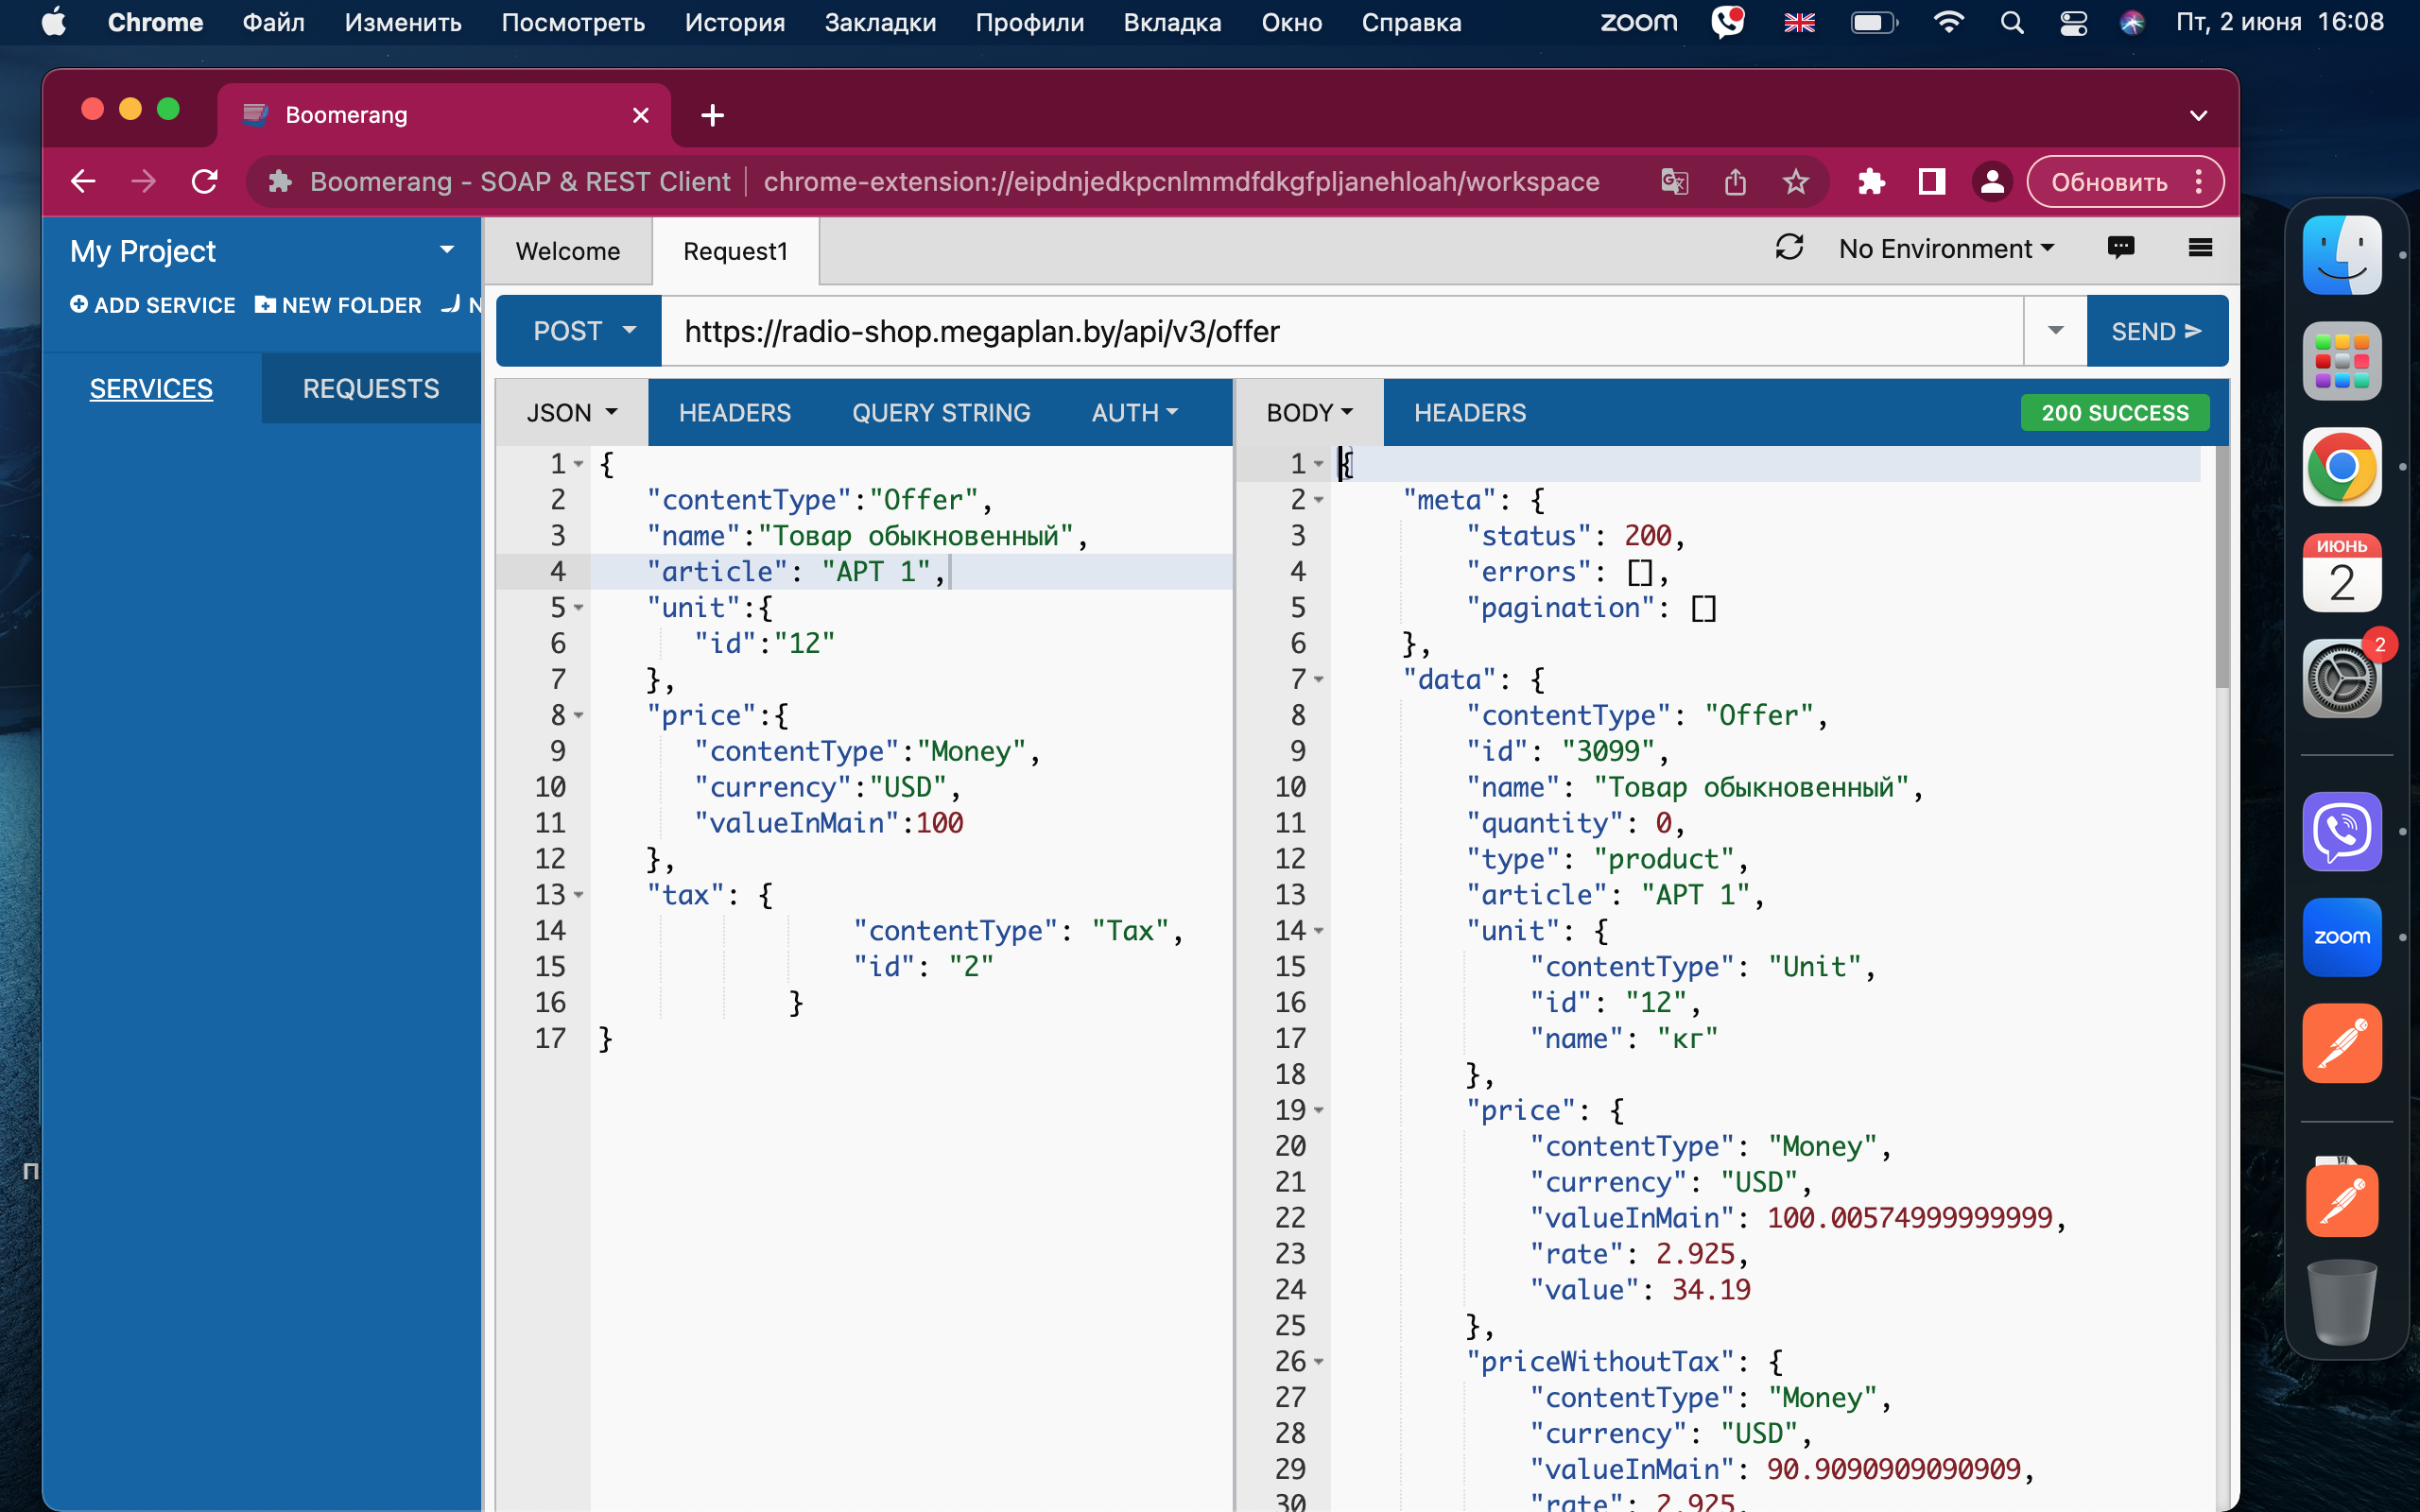 Chrome Файл Изменить Посмотреть История Закладки Профили Вкладка Окно Справка zoom Пт, 2 июня 16:08
Boomerang
Boomerang - SOAP & REST Client chrome-extension://eipdnjedkpcnlmmdfdkgfpljanehloah/workspace Обновить
My Project
ADD SERVICE NEW FOLDER N
SERVICES REQUESTS
Welcome Request1 No Environment
POST https://radio-shop.megaplan.by/api/v3/offer SEND
JSON HEADERS QUERY STRING AUTH
1 {
2 "contentType":"Offer",
3 "name":"Товар обыкновенный",
4 "article": "АРТ 1",
5 "unit":{
6 "id":"12"
7 },
8 "price":{
9 "contentType":"Money",
10 "currency":"USD",
11 "valueInMain":100
12 },
13 "tax": {
14 "contentType": "Tax",
15 "id": "2"
16 }
17 }
BODY HEADERS 200 SUCCESS
1 {
2 "meta": {
3 "status": 200,
4 "errors": [],
5 "pagination": []
6 },
7 "data": {
8 "contentType": "Offer",
9 "id": "3099",
10 "name": "Товар обыкновенный",
11 "quantity": 0,
12 "type": "product",
13 "article": "АРТ 1",
14 "unit": {
15 "contentType": "Unit",
16 "id": "12",
17 "name": "кг"
18 },
19 "price": {
20 "contentType": "Money",
21 "currency": "USD",
22 "valueInMain": 100.00574999999999,
23 "rate": 2.925,
24 "value": 34.19
25 },
26 "priceWithoutTax": {
27 "contentType": "Money",
28 "currency": "USD",
29 "valueInMain": 90.9090909090909,
30 "rate": 2.925,
П
ИЮНЬ
2
2
zoom